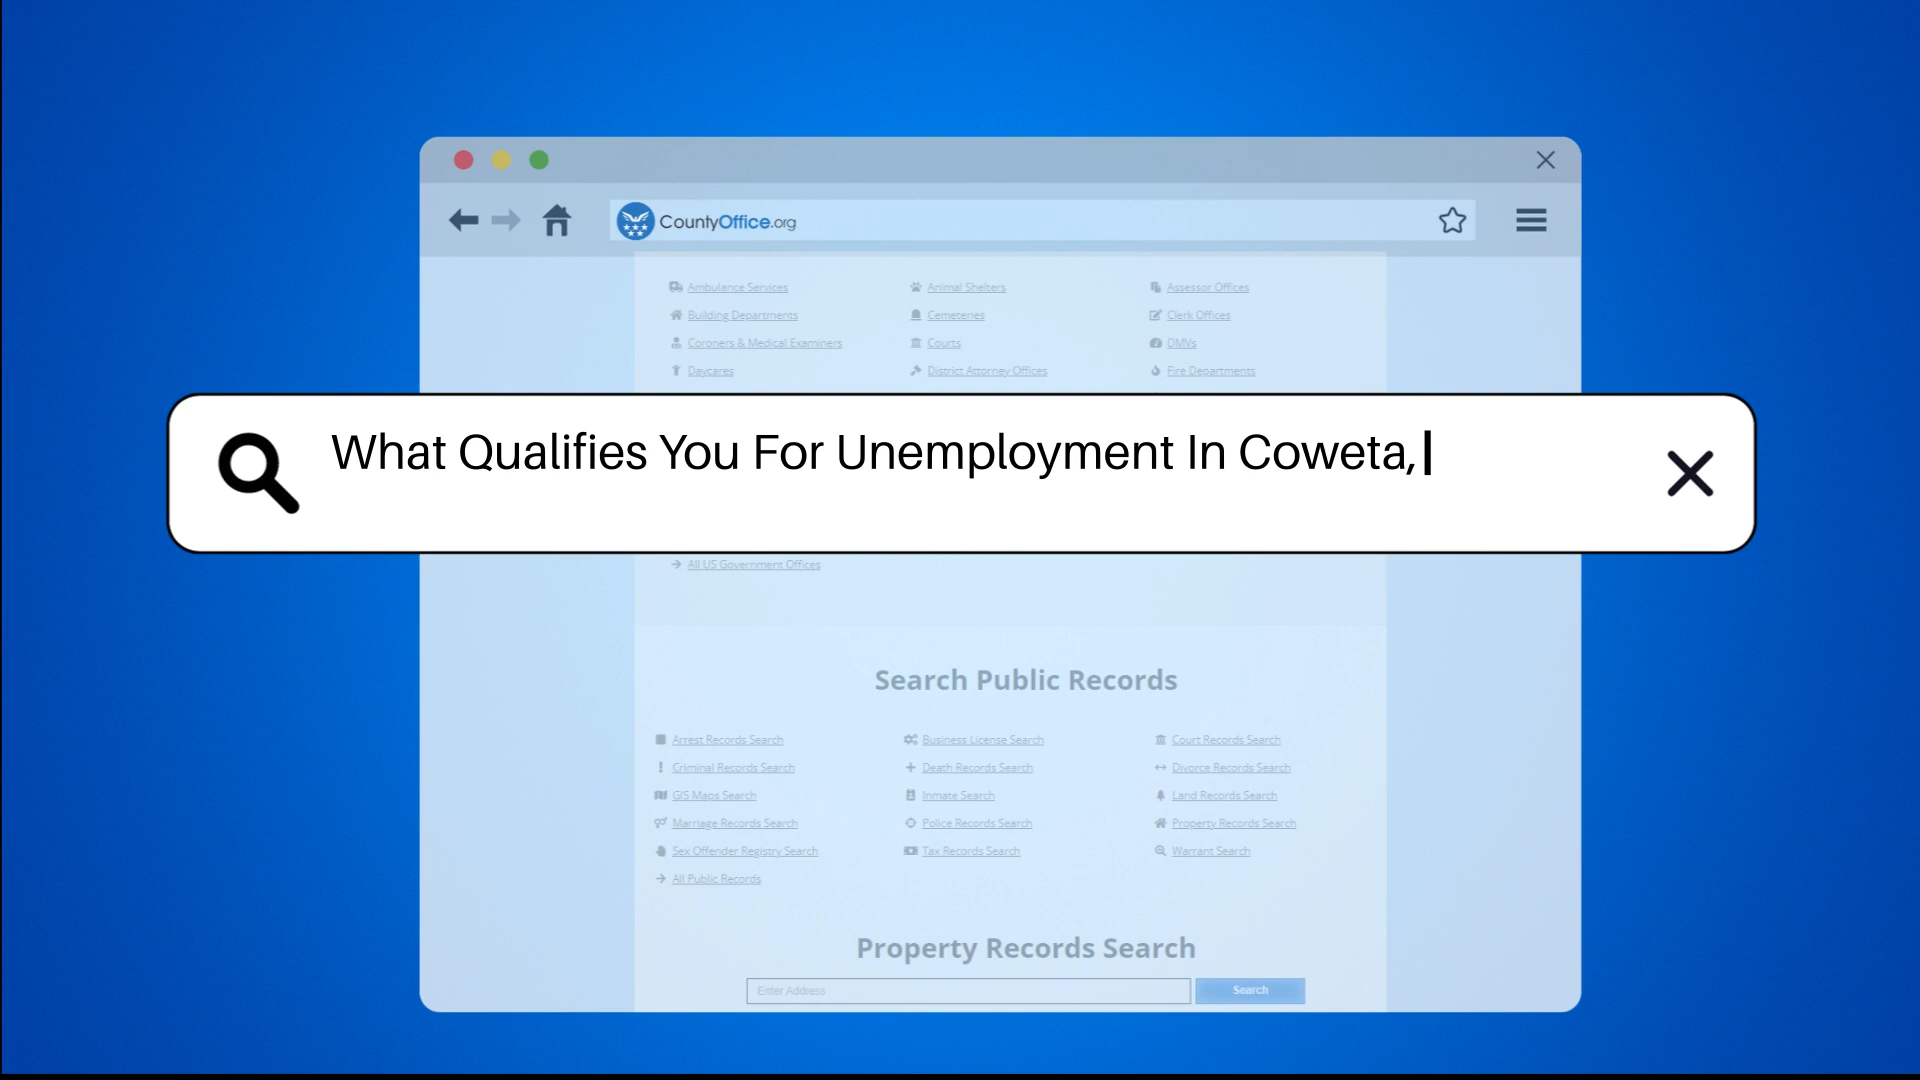 CountyOffice.org
Ambulance Services Animal Shelters Assessor Offices
Building Departments Cemeteries Clerk Offices
Coroners & Medical Examiners Courts DMVs
Daycares District Attorney Offices Fire Departments
What Qualifies You For Unemployment In Coweta,
All US Government Offices
Search Public Records
Arrest Records Search Business License Search Court Records Search
Criminal Records Search Death Records Search Divorce Records Search
GIS Maps Search Inmate Search Land Records Search
Marriage Records Search Police Records Search Property Records Search
Sex Offender Registry Search Tax Records Search Warrant Search
All Public Records
Property Records Search
Enter Address Search